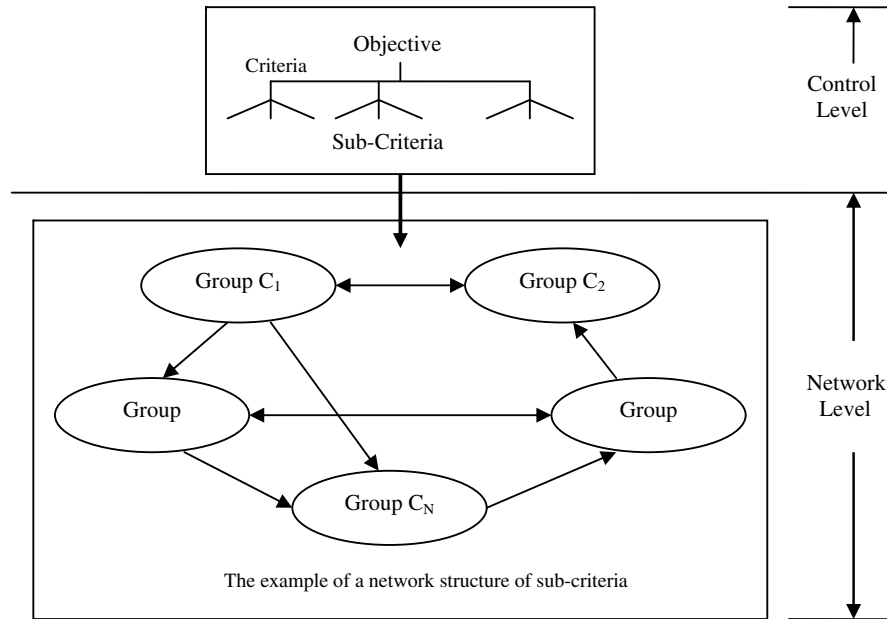 Objective
Criteria
Sub-Criteria
Control
Level
Group C₁
Group C₂
Group
Group
Group C_N
Network
Level
The example of a network structure of sub-criteria